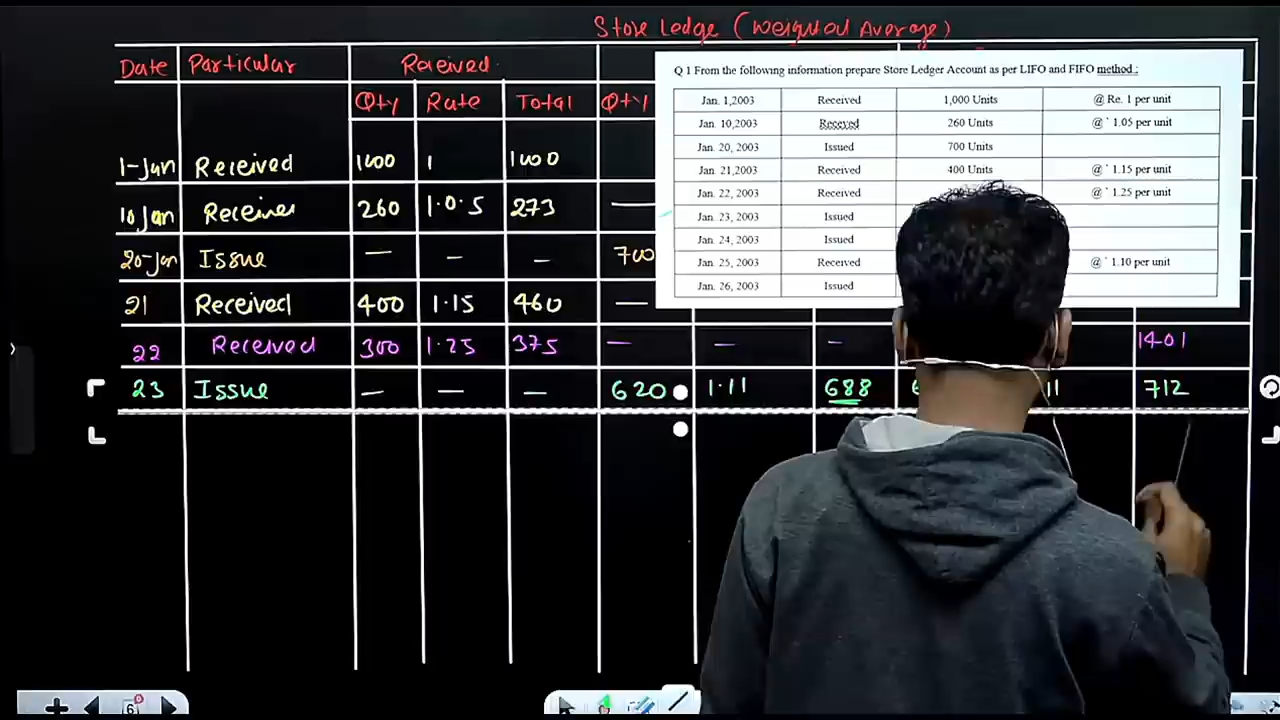 Store Ledge (Weighted Average)
Date Particular Received
Qty Rate Total Qty
1-Jan Received 1000 1 1000
10 Jan Receives 260 1.0.5 273 —
20-Jan Issue — - — 700
21 Received 400 1.15 460 —
22 Received 300 1.25 375 — — - 1401
23 Issue — — — 620 1.11 688 11 712
Q 1 From the following information prepare Store Ledger Account as per LIFO and FIFO method :
Jan. 1,2003 Received 1,000 Units @ Re. 1 per unit
Jan. 10,2003 Receved 260 Units @ ` 1.05 per unit
Jan. 20, 2003 Issued 700 Units
Jan. 21,2003 Received 400 Units @ ` 1.15 per unit
Jan. 22, 2003 Received @ ` 1.25 per unit
Jan. 23, 2003 Issued
Jan. 24, 2003 Issued
Jan. 25, 2003 Received @ ` 1.10 per unit
Jan. 26, 2003 Issued